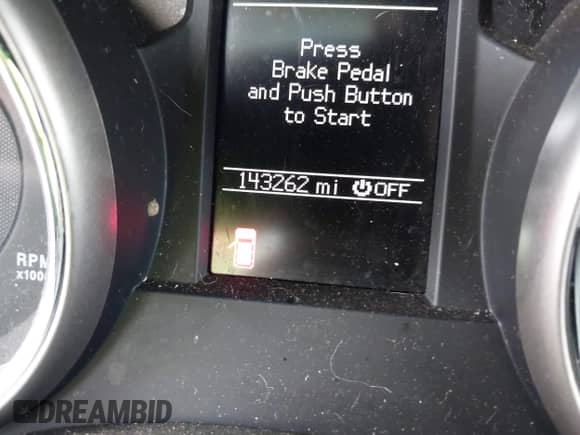 Press
Brake Pedal
and Push Button
to Start
143262 mi OFF
RPM
x1000
DREAMBID